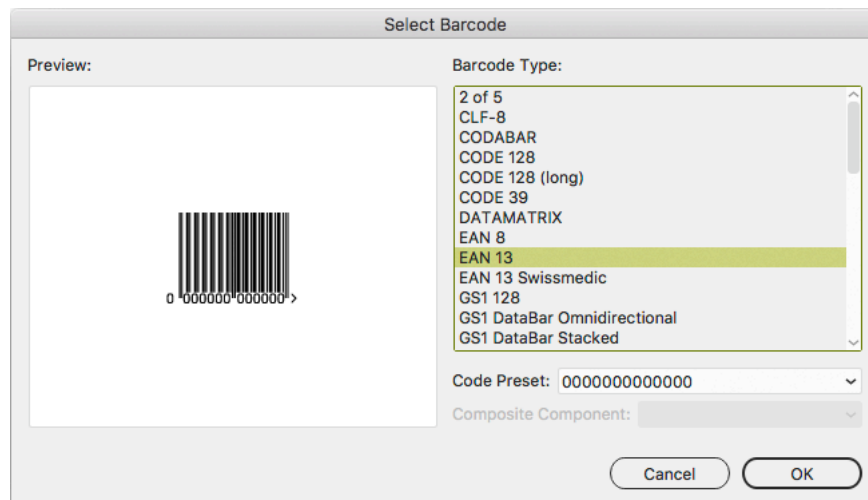 Select Barcode
Preview:
0 000000 000000 >
Barcode Type:
2 of 5
CLF-8
CODABAR
CODE 128
CODE 128 (long)
CODE 39
DATAMATRIX
EAN 8
EAN 13
EAN 13 Swissmedic
GS1 128
GS1 DataBar Omnidirectional
GS1 DataBar Stacked
Code Preset: 0000000000000
Composite Component:
Cancel OK